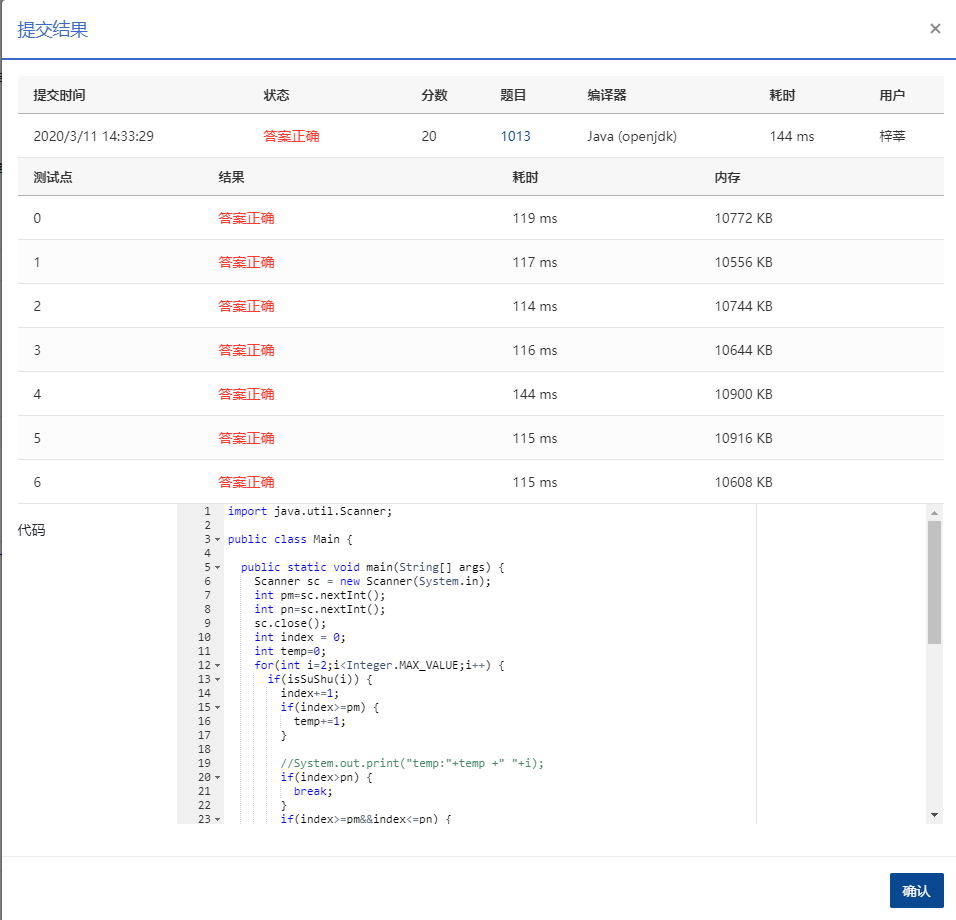 提交结果 ×
提交时间 状态 分数 题目 编译器 耗时 用户
2020/3/11 14:33:29 答案正确 20 1013 Java (openjdk) 144 ms 梓莘
测试点 结果 耗时 内存
0 答案正确 119 ms 10772 KB
1 答案正确 117 ms 10556 KB
2 答案正确 114 ms 10744 KB
3 答案正确 116 ms 10644 KB
4 答案正确 144 ms 10900 KB
5 答案正确 115 ms 10916 KB
6 答案正确 115 ms 10608 KB
代码
1 import java.util.Scanner;
2
3 public class Main {
4
5 public static void main(String[] args) {
6 Scanner sc = new Scanner(System.in);
7 int pm=sc.nextInt();
8 int pn=sc.nextInt();
9 sc.close();
10 int index = 0;
11 int temp=0;
12 for(int i=2;i<Integer.MAX_VALUE;i++) {
13 if(isSuShu(i)) {
14 index+=1;
15 if(index>=pm) {
16 temp+=1;
17 }
18
19 //System.out.print("temp:"+temp +" "+i);
20 if(index>pn) {
21 break;
22 }
23 if(index>=pm&&index<=pn) {
确认